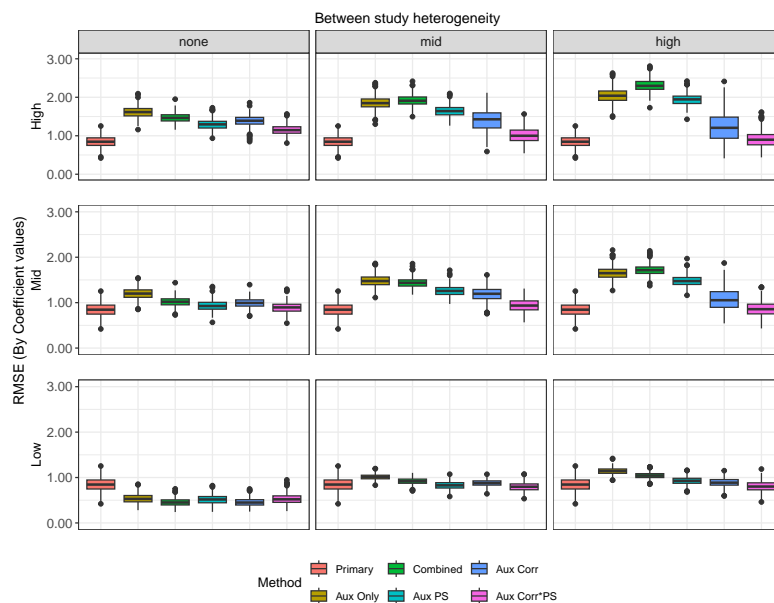 Between study heterogeneity
none mid high
RMSE (By Coefficient values)
High
3.00
2.00
1.00
0.00
Mid
3.00
2.00
1.00
0.00
Low
3.00
2.00
1.00
0.00
Method
Primary Combined Aux Corr
Aux Only Aux PS Aux Corr*PS